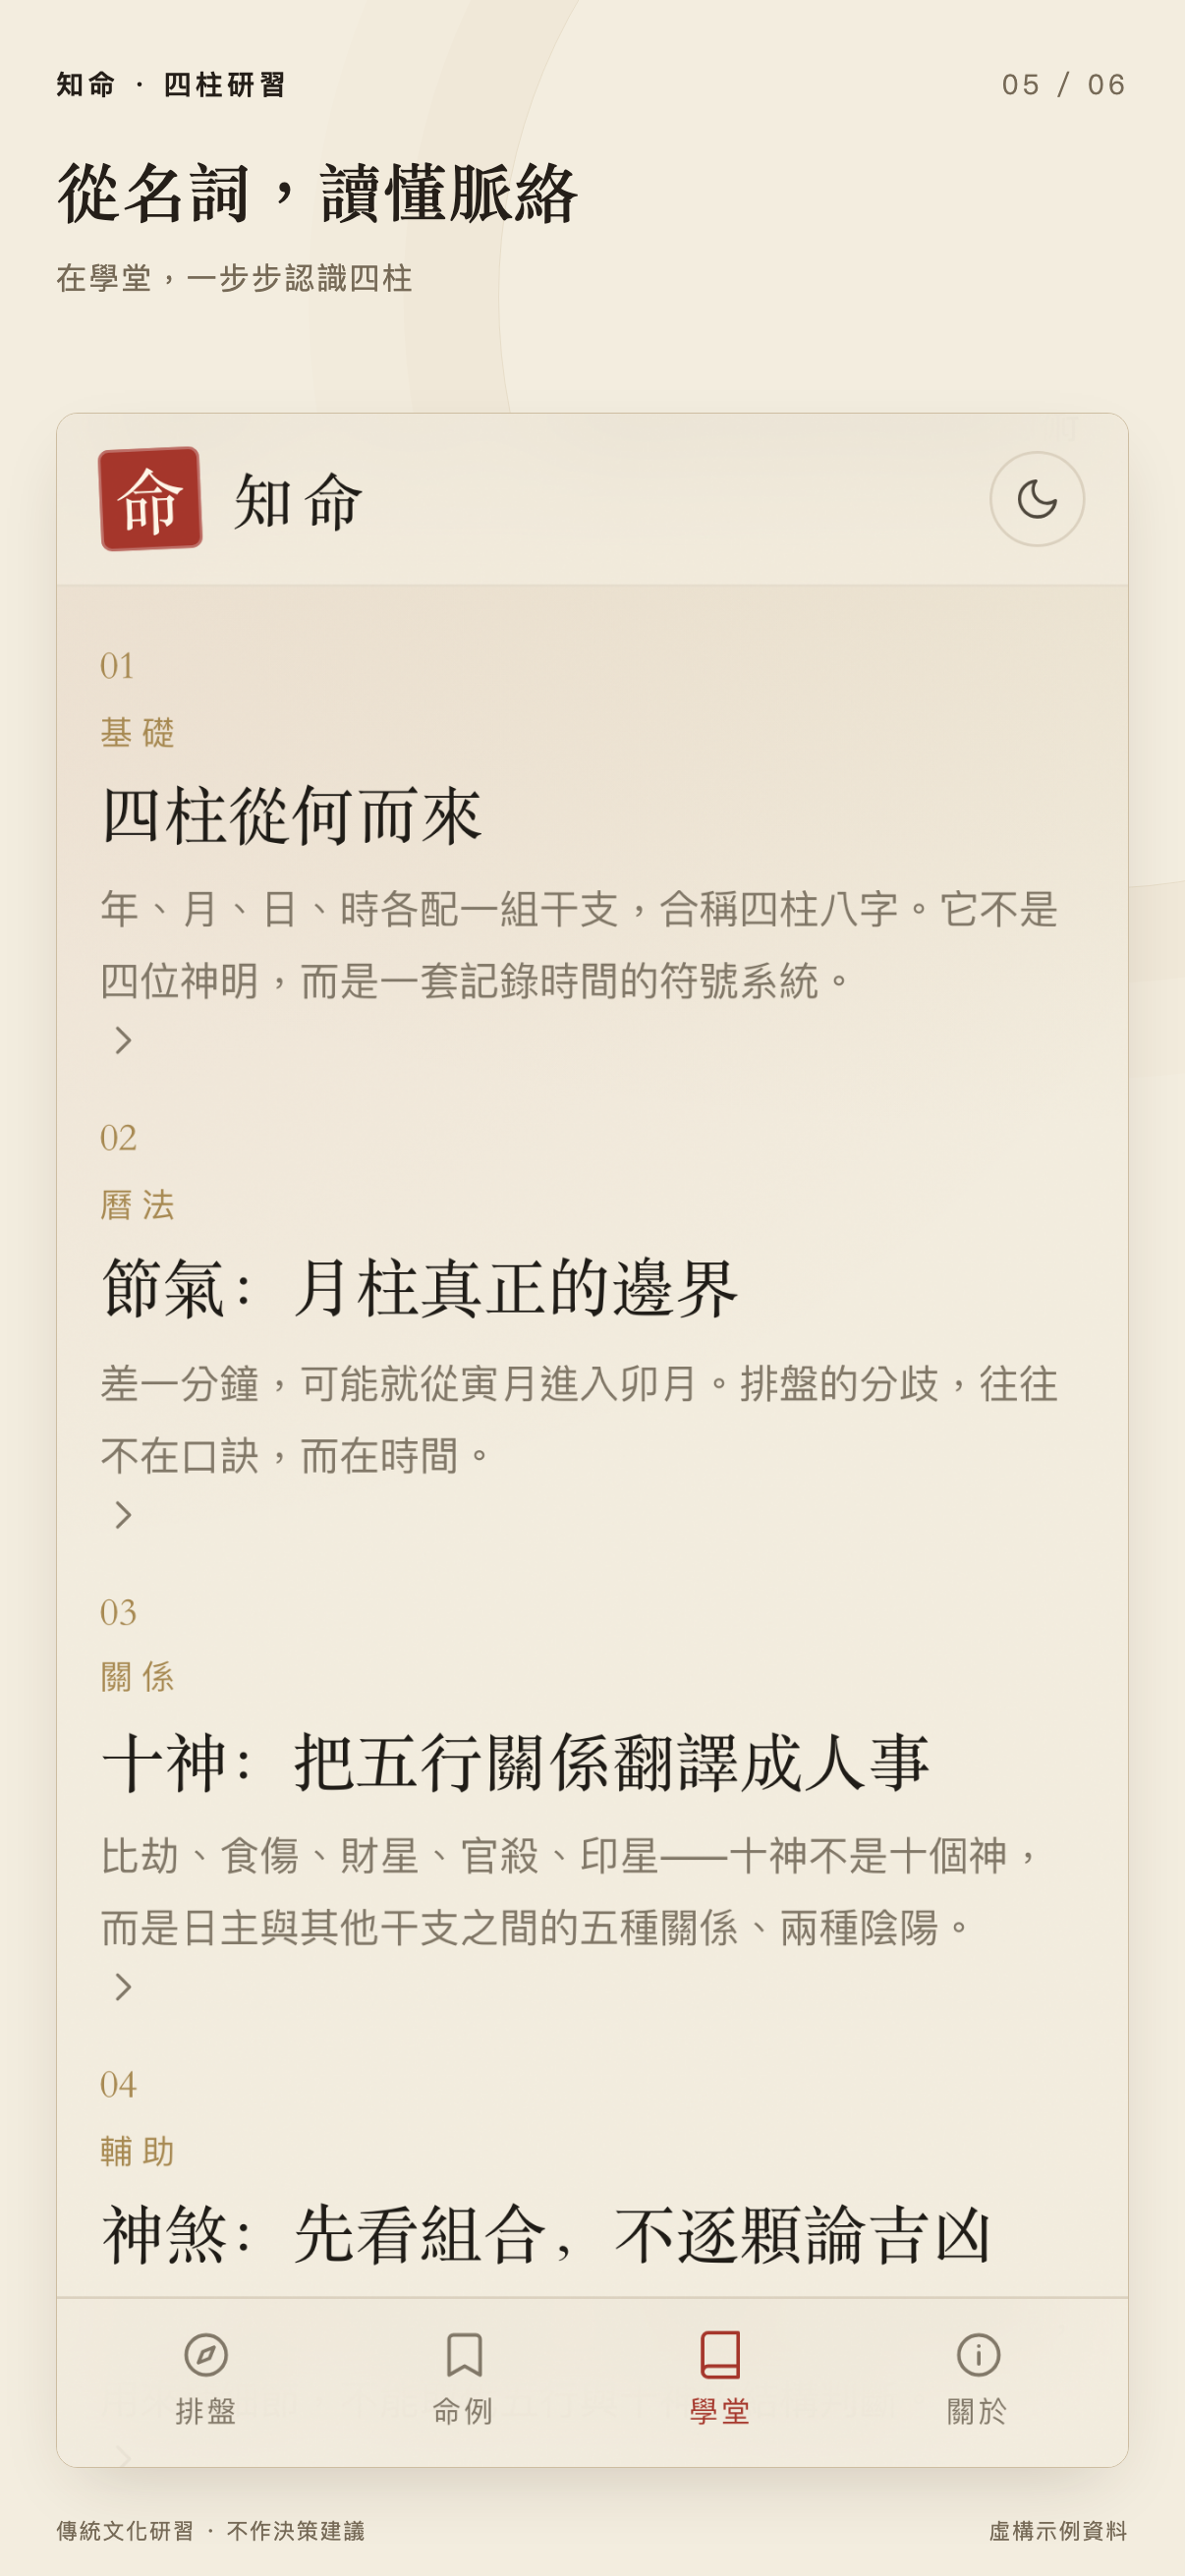 知命 · 四柱研習
05 / 06
從名詞，讀懂脈絡
在學堂，一步步認識四柱
命
知命
01
基礎
四柱從何而來
年、月、日、時各配一組干支，合稱四柱八字。它不是
四位神明，而是一套記錄時間的符號系統。
02
曆法
節氣：月柱真正的邊界
差一分鐘，可能就從寅月進入卯月。排盤的分歧，往往
不在口訣，而在時間。
03
關係
十神：把五行關係翻譯成人事
比劫、食傷、財星、官殺、印星——十神不是十個神，
而是日主與其他干支之間的五種關係、兩種陰陽。
04
輔助
神煞：先看組合，不逐顆論吉凶
排盤
命例
學堂
關於
傳統文化研習 · 不作決策建議
虛構示例資料